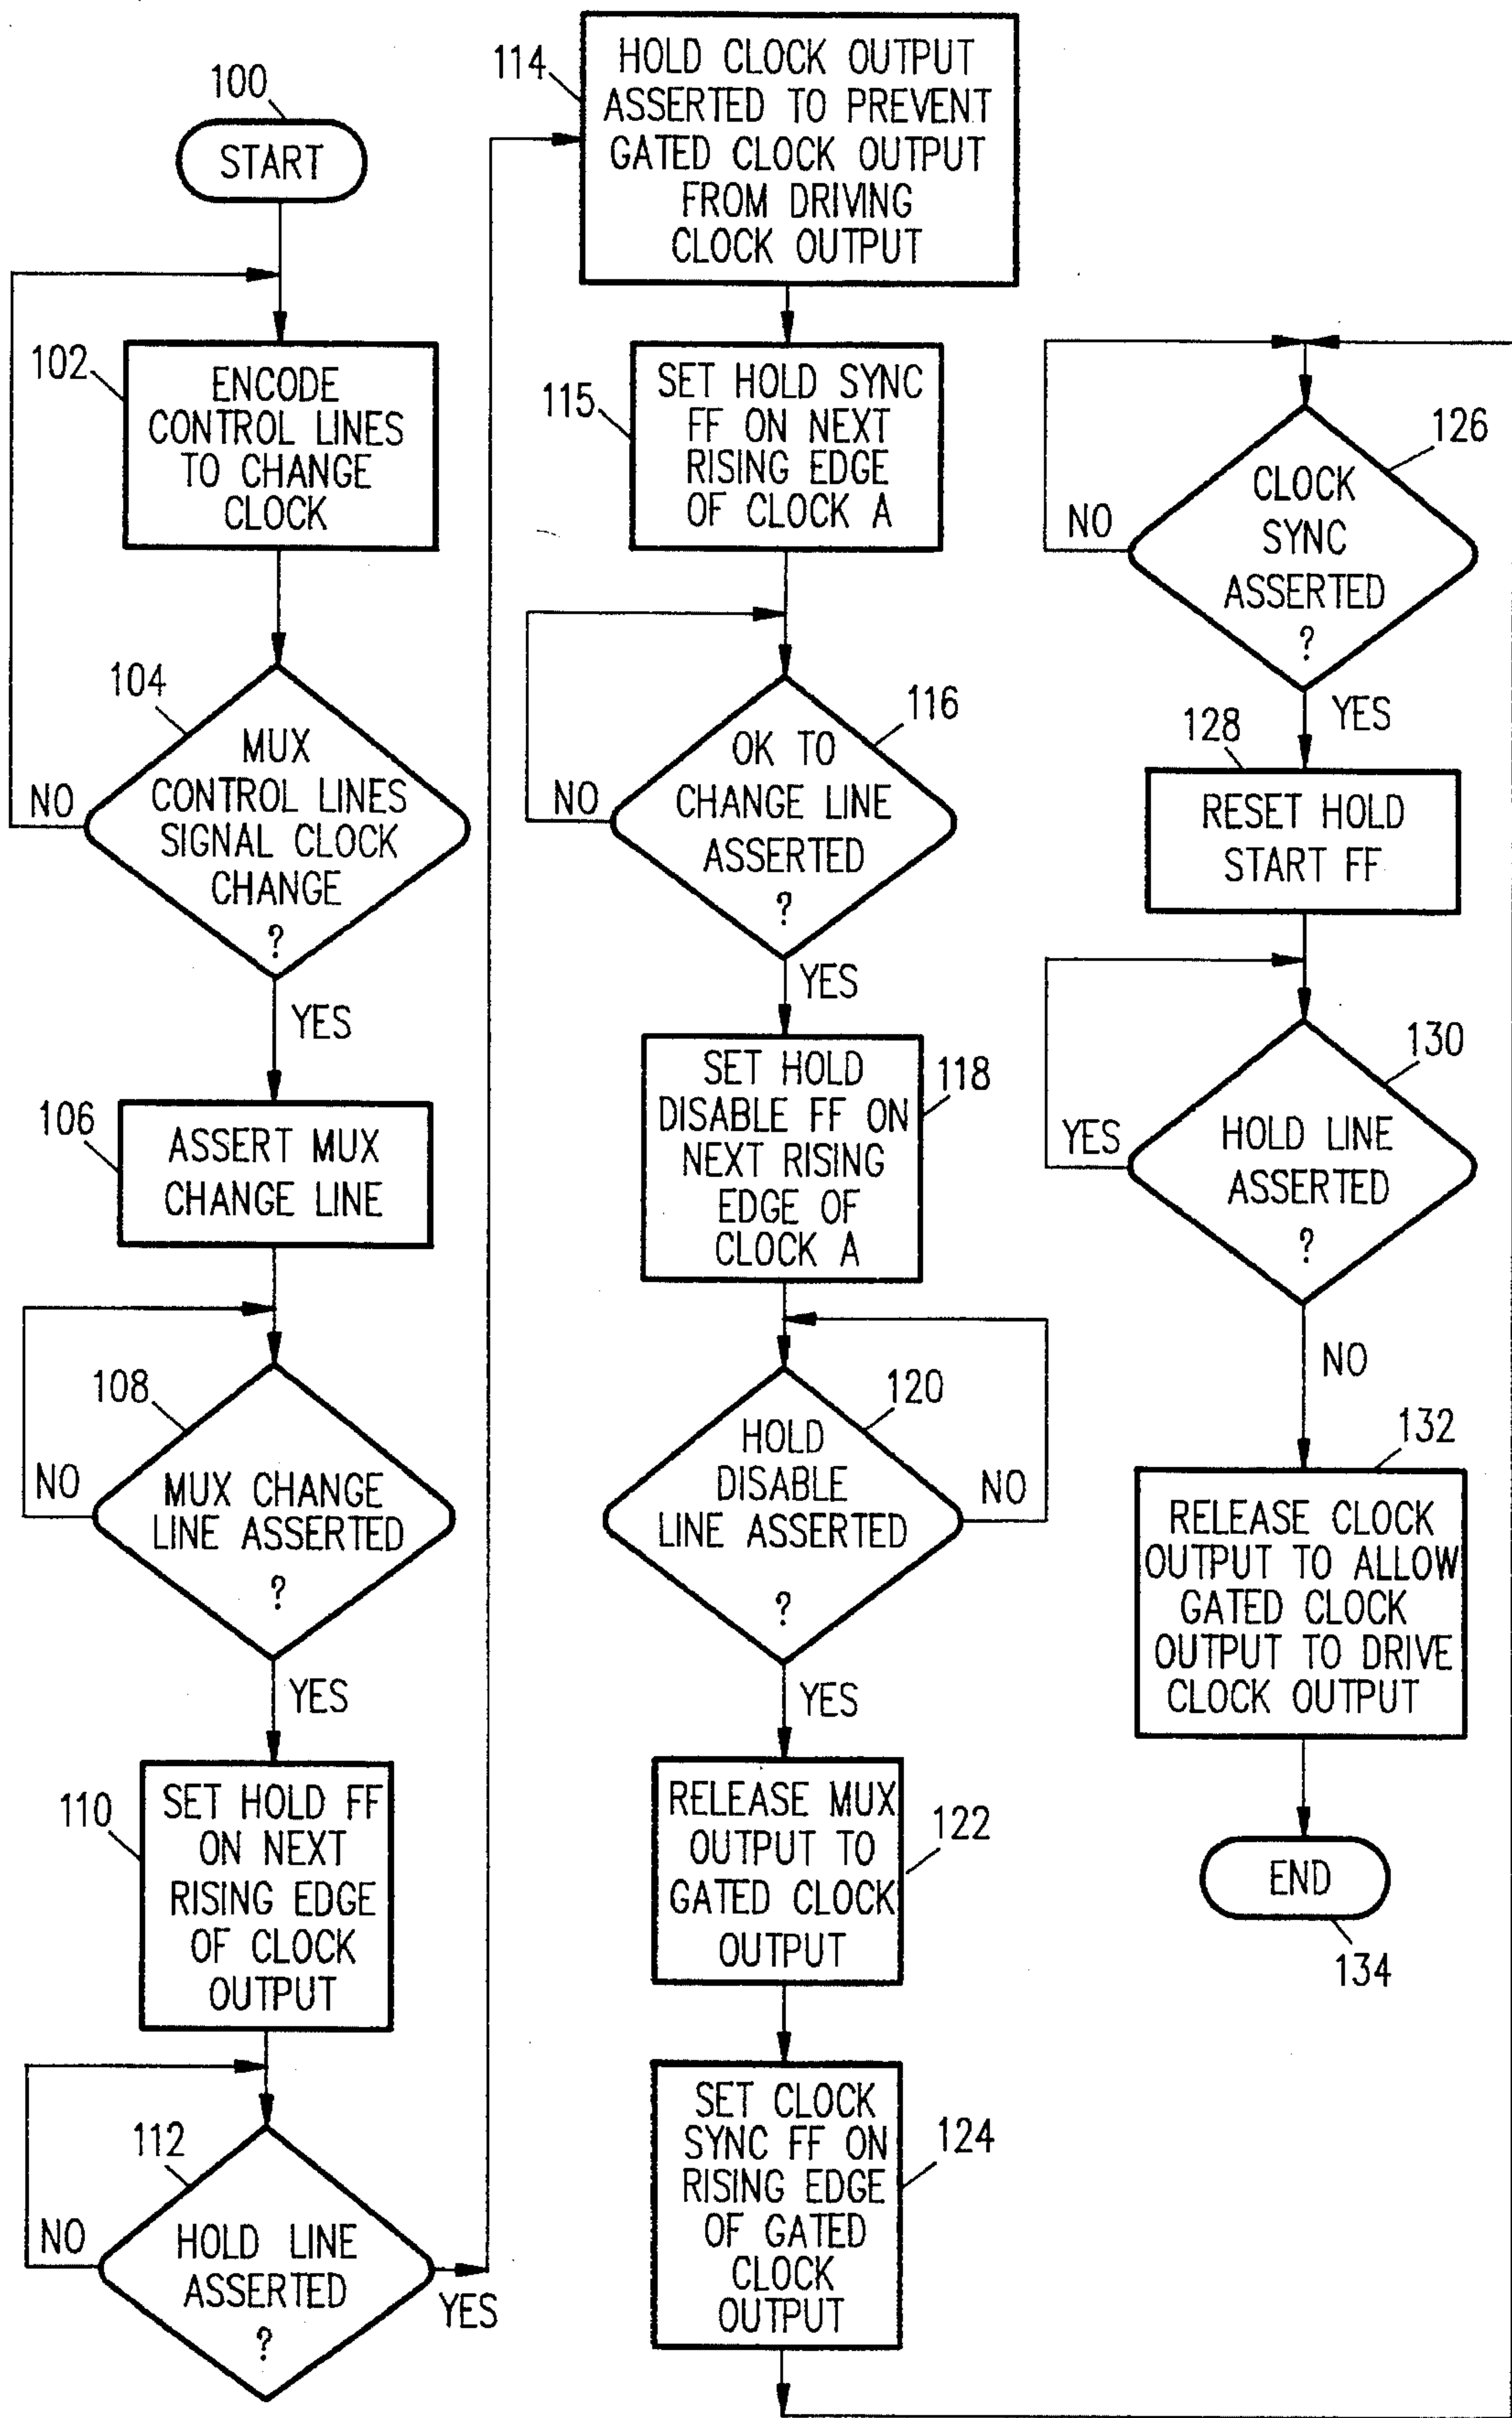 100
START
102
ENCODE
CONTROL LINES
TO CHANGE
CLOCK
104
MUX
CONTROL LINES
SIGNAL CLOCK
CHANGE
?
NO
YES
106
ASSERT MUX
CHANGE LINE
108
MUX CHANGE
LINE ASSERTED
?
NO
YES
110
SET HOLD FF
ON NEXT
RISING EDGE
OF CLOCK
OUTPUT
112
HOLD LINE
ASSERTED
?
NO
YES
114
HOLD CLOCK OUTPUT
ASSERTED TO PREVENT
GATED CLOCK OUTPUT
FROM DRIVING
CLOCK OUTPUT
115
SET HOLD SYNC
FF ON NEXT
RISING EDGE
OF CLOCK A
116
OK TO
CHANGE LINE
ASSERTED
?
NO
YES
118
SET HOLD
DISABLE FF ON
NEXT RISING
EDGE OF
CLOCK A
120
HOLD
DISABLE
LINE ASSERTED
?
NO
YES
122
RELEASE MUX
OUTPUT TO
GATED CLOCK
OUTPUT
124
SET CLOCK
SYNC FF ON
RISING EDGE
OF GATED
CLOCK
OUTPUT
126
CLOCK
SYNC
ASSERTED
?
NO
YES
128
RESET HOLD
START FF
130
HOLD LINE
ASSERTED
?
YES
NO
132
RELEASE CLOCK
OUTPUT TO ALLOW
GATED CLOCK
OUTPUT TO DRIVE
CLOCK OUTPUT
END
134